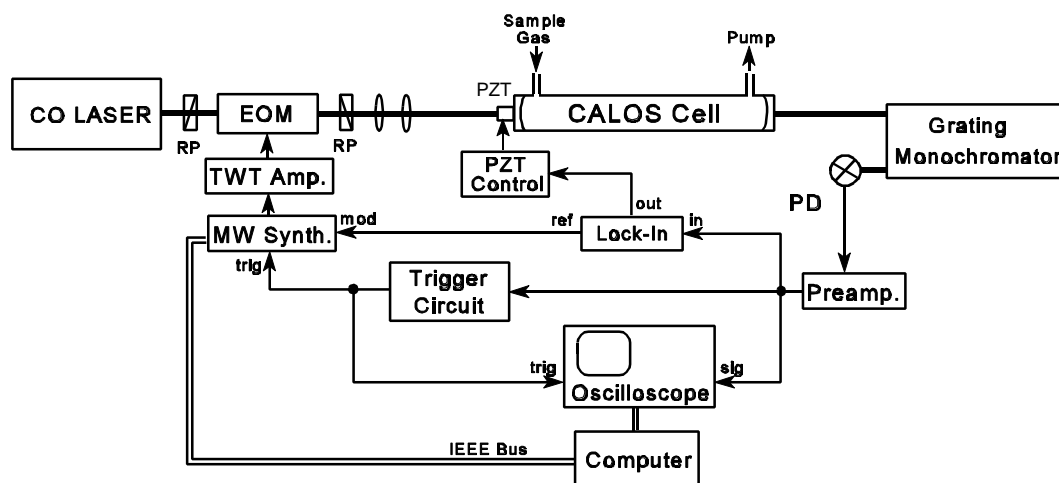 Sample
Gas
Pump
PZT
CO LASER
EOM
CALOS Cell
RP
RP
Grating
Monochromator
TWT Amp.
PZT
Control
PD
out
mod
ref
in
MW Synth.
Lock-In
trig
Trigger
Circuit
Preamp.
trig
sig
Oscilloscope
IEEE Bus
Computer